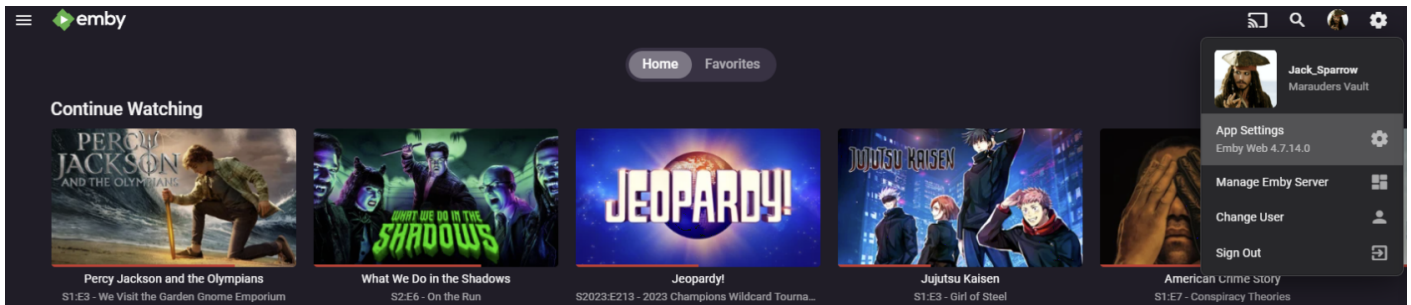 emby
Home Favorites
Jack_Sparrow
Marauders Vault
App Settings
Emby Web 4.7.14.0
Manage Emby Server
Change User
Sign Out
Continue Watching
PERCY
JACKSON
AND THE OLYMPIANS
WHAT WE DO IN THE
SHADOWS
JEOPARDY!
JUJUTSU KAISEN
Percy Jackson and the Olympians
S1:E3 - We Visit the Garden Gnome Emporium
What We Do in the Shadows
S2:E6 - On the Run
Jeopardy!
S2023:E213 - 2023 Champions Wildcard Tourna...
Jujutsu Kaisen
S1:E3 - Girl of Steel
American Crime Story
S1:E7 - Conspiracy Theories